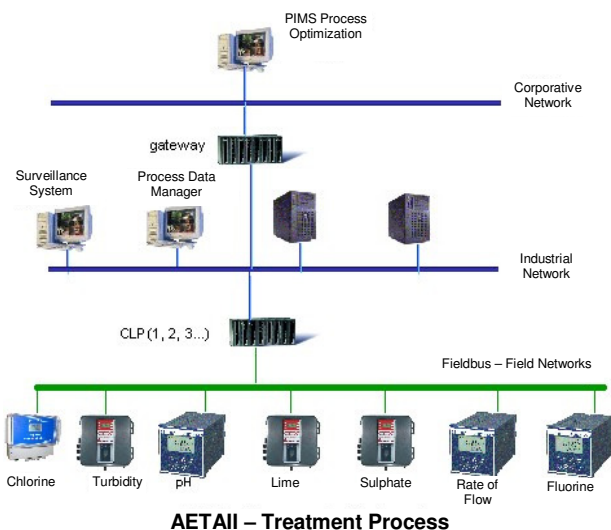 PIMS Process
Optimization
Corporative
Network
gateway
Surveillance
System
Process Data
Manager
Industrial
Network
CLP(1, 2, 3...)
Fieldbus – Field Networks
Chlorine
Turbidity
pH
Lime
Sulphate
Rate of
Flow
Fluorine
AETAII – Treatment Process